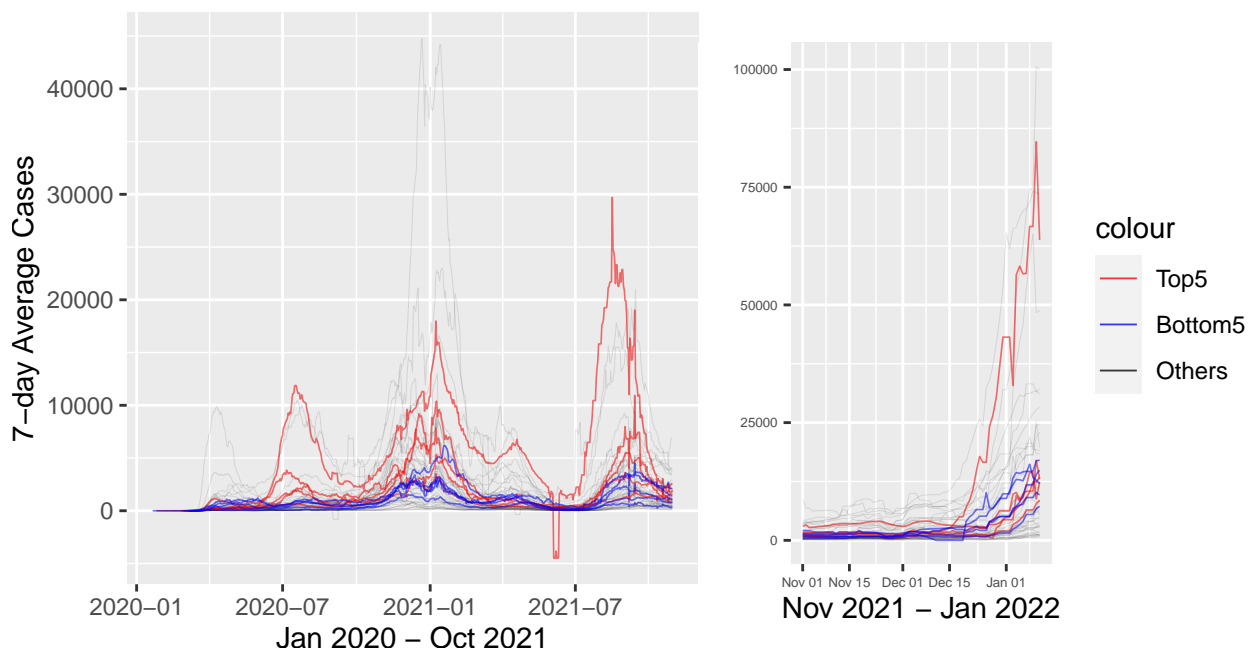 7−day Average Cases
40000
30000
20000
10000
0
2020−01 2020−07 2021−01 2021−07
Jan 2020 − Oct 2021
100000
75000
50000
25000
0
Nov 01 Nov 15 Dec 01 Dec 15 Jan 01
Nov 2021 − Jan 2022
colour
Top5
Bottom5
Others